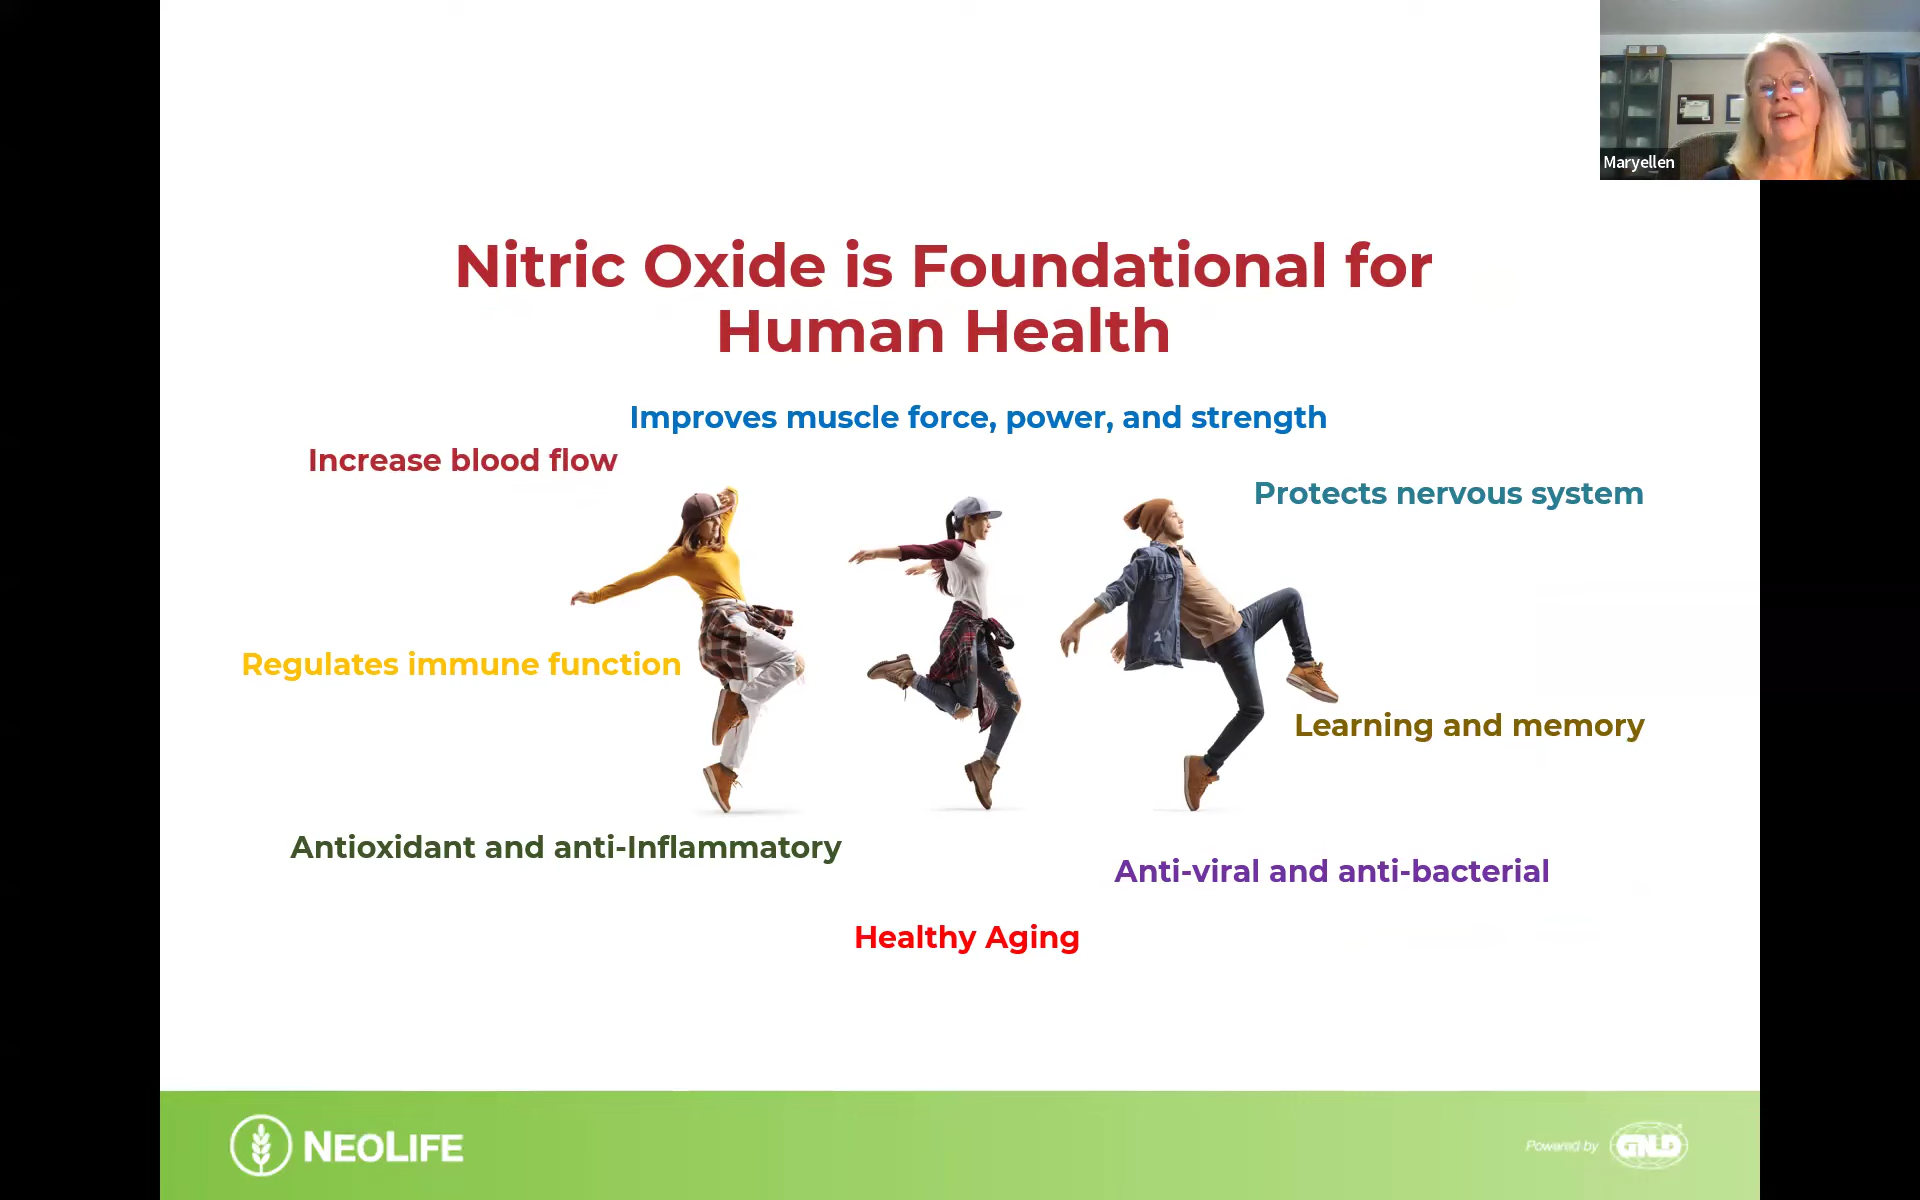 Maryellen
Nitric Oxide is Foundational for
Human Health
Improves muscle force, power, and strength
Increase blood flow
Protects nervous system
Regulates immune function
Learning and memory
Antioxidant and anti-Inflammatory
Anti-viral and anti-bacterial
Healthy Aging
NEOLIFE
Powered by GNLD